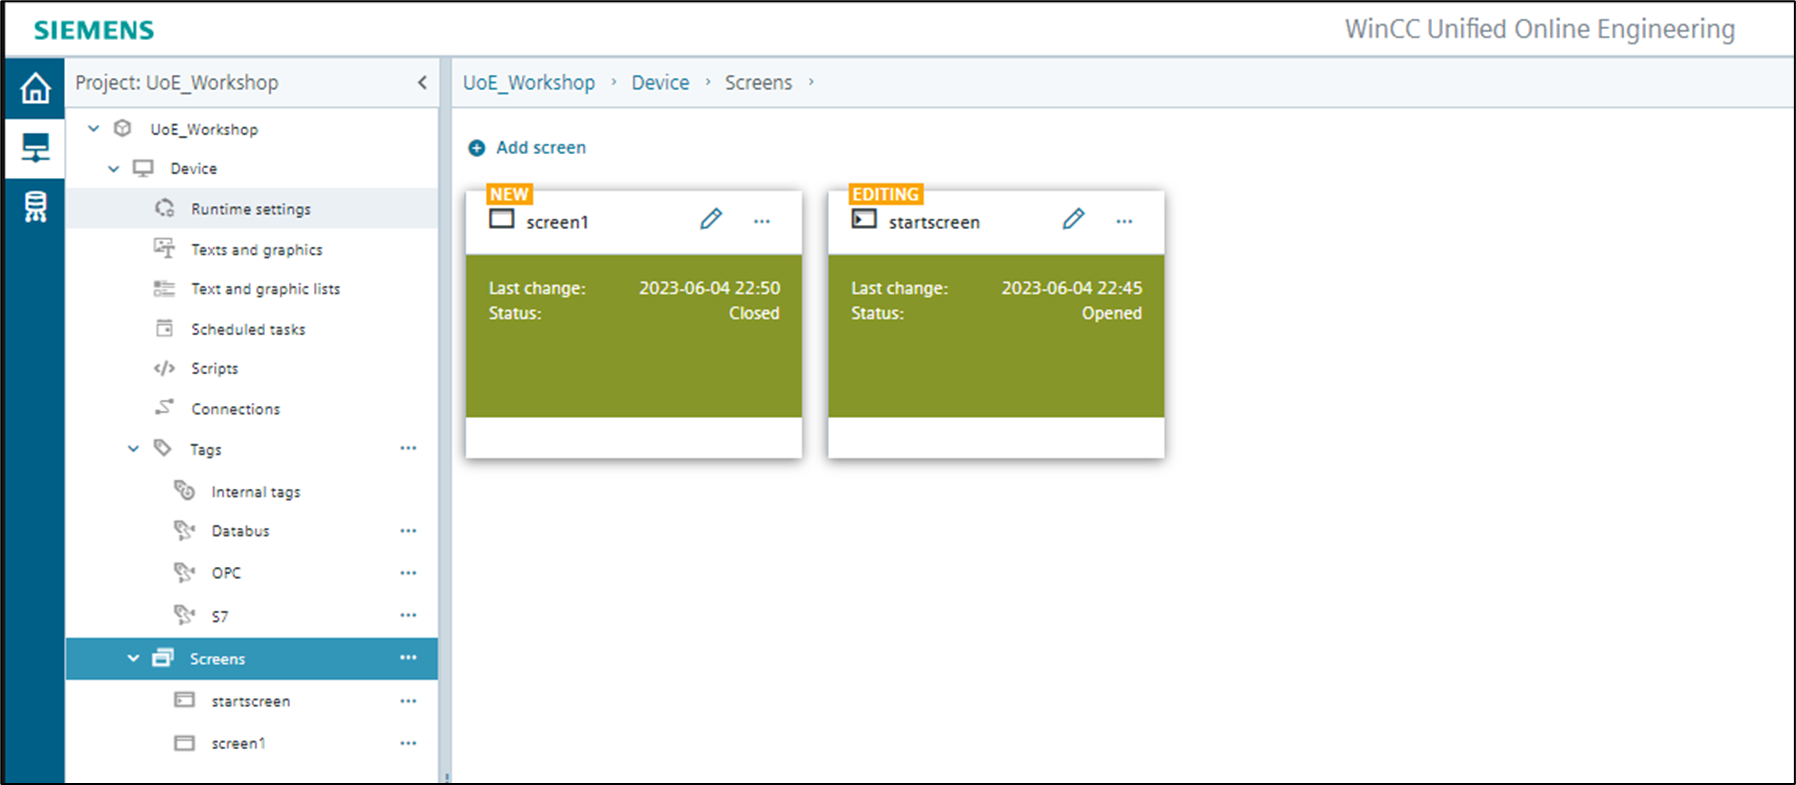 SIEMENS
WinCC Unified Online Engineering
Project: UoE_Workshop
UoE_Workshop
Device
Runtime settings
Texts and graphics
Text and graphic lists
Scheduled tasks
Scripts
Connections
Tags
Internal tags
Databus
OPC
S7
Screens
startscreen
screen1
UoE_Workshop > Device > Screens >
Add screen
NEW
screen1
Last change: 2023-06-04 22:50
Status: Closed
EDITING
startscreen
Last change: 2023-06-04 22:45
Status: Opened